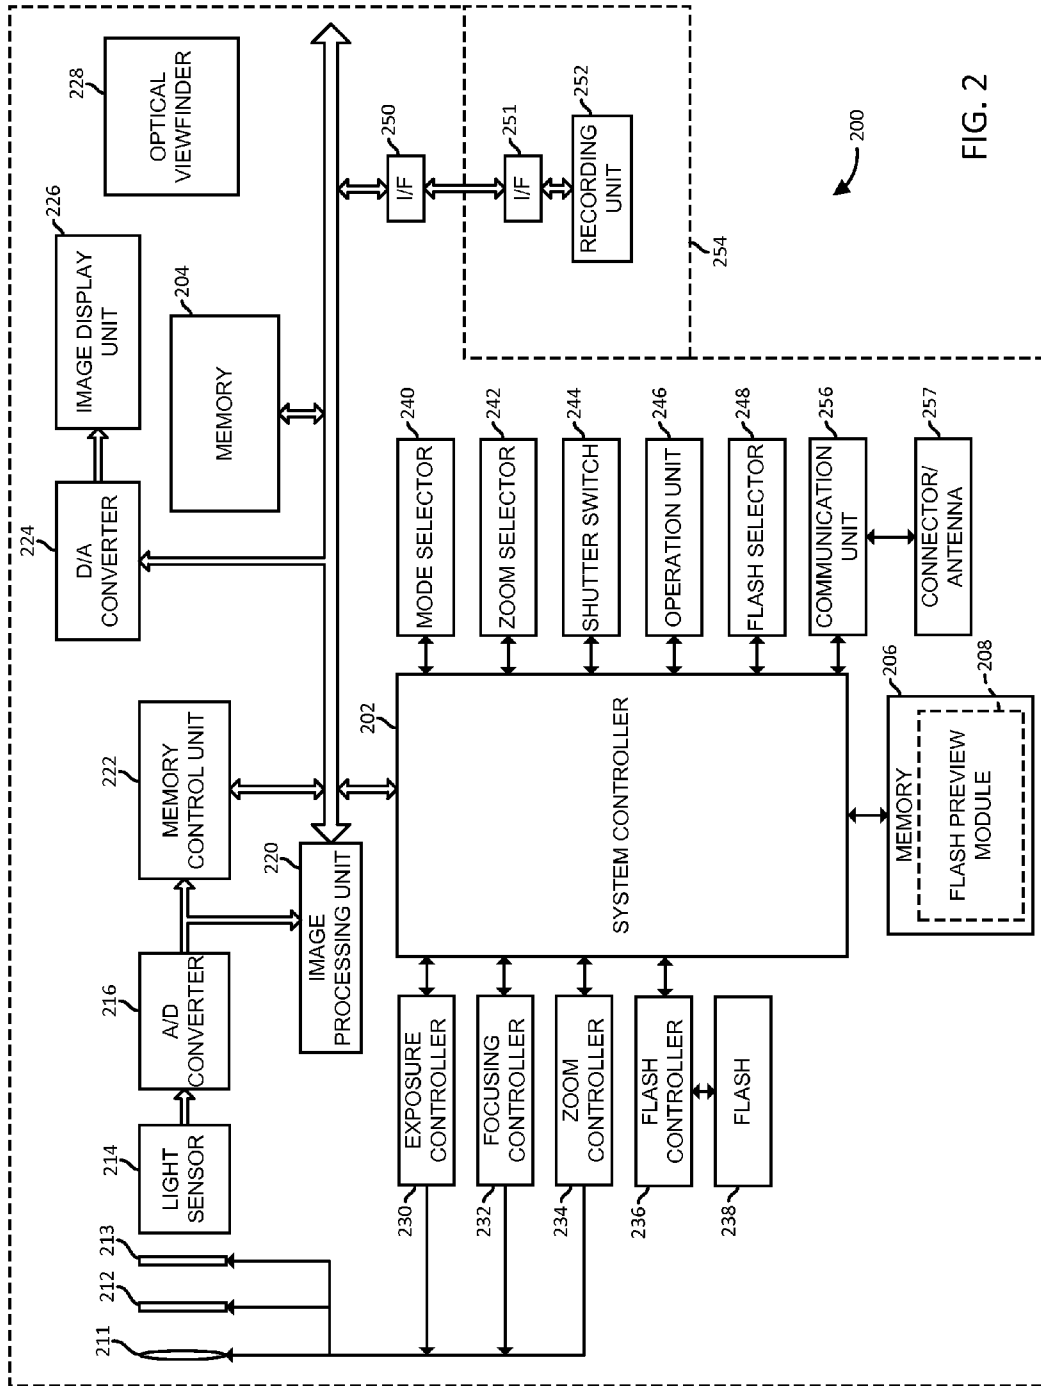 211
212
213
214
LIGHT
SENSOR
216
A/D
CONVERTER
222
MEMORY
CONTROL UNIT
220
IMAGE
PROCESSING UNIT
224
D/A
CONVERTER
226
IMAGE DISPLAY
UNIT
228
OPTICAL
VIEWFINDER
204
MEMORY
230
EXPOSURE
CONTROLLER
232
FOCUSING
CONTROLLER
234
ZOOM
CONTROLLER
236
FLASH
CONTROLLER
238
FLASH
202
SYSTEM CONTROLLER
240
MODE SELECTOR
242
ZOOM SELECTOR
244
SHUTTER SWITCH
246
OPERATION UNIT
248
FLASH SELECTOR
256
COMMUNICATION
UNIT
257
CONNECTOR/
ANTENNA
206
MEMORY
208
FLASH PREVIEW
MODULE
250
I/F
251
I/F
252
RECORDING
UNIT
254
200
FIG. 2